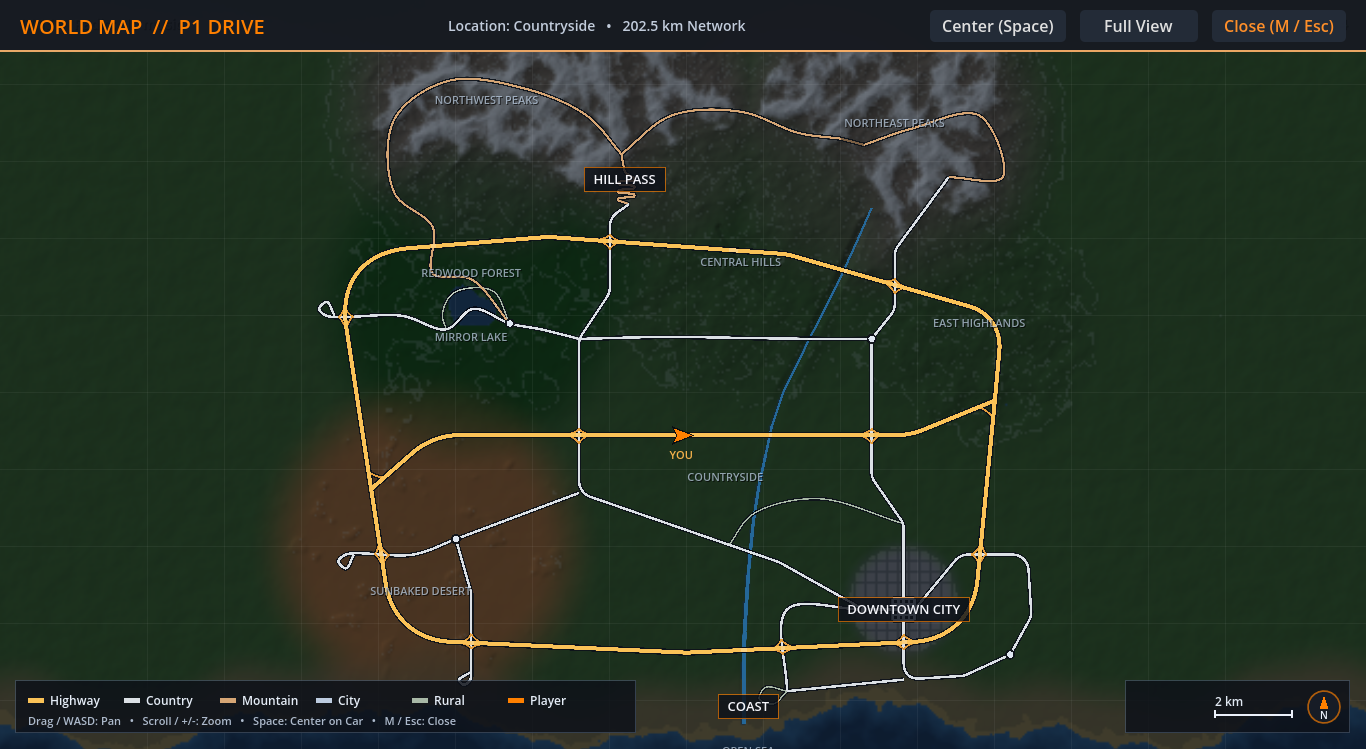 WORLD MAP // P1 DRIVE
Location: Countryside • 202.5 km Network
Center (Space)
Full View
Close (M / Esc)
NORTHWEST PEAKS
NORTHEAST PEAKS
HILL PASS
CENTRAL HILLS
REDWOOD FOREST
EAST HIGHLANDS
MIRROR LAKE
YOU
COUNTRYSIDE
SUNBAKED DESERT
DOWNTOWN CITY
COAST
OPEN SEA
Highway
Country
Mountain
City
Rural
Player
Drag / WASD: Pan • Scroll / +/-: Zoom • Space: Center on Car • M / Esc: Close
2 km
N